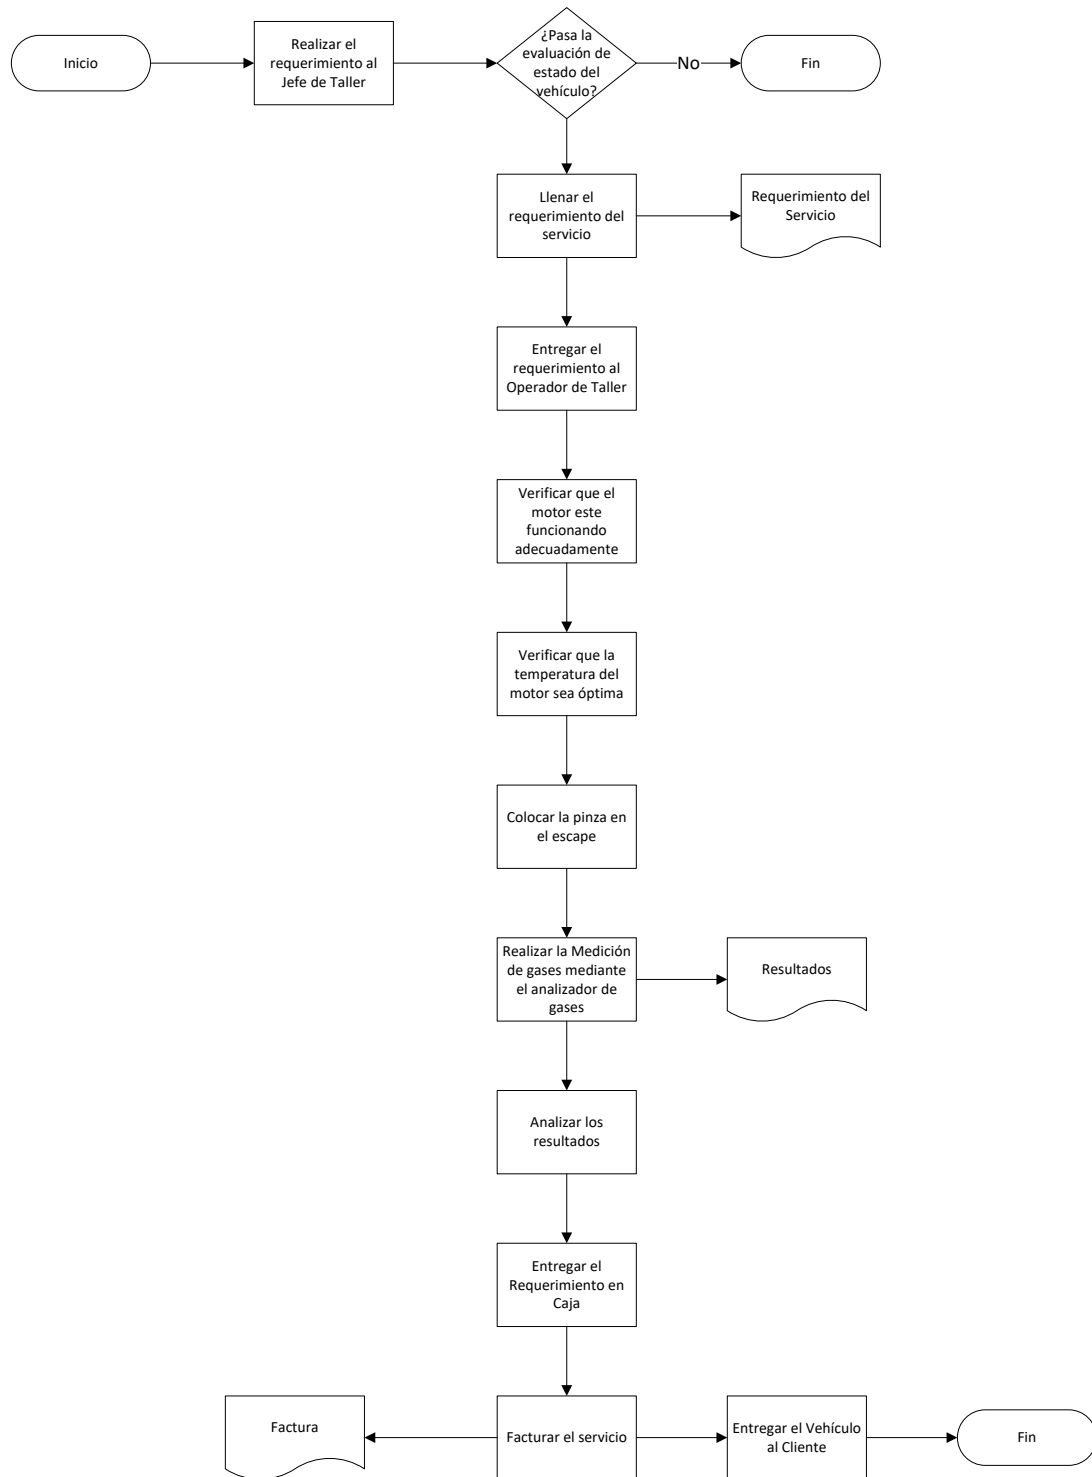 Inicio
Realizar el
requerimiento al
Jefe de Taller
¿Pasa la
evaluación de
estado del
vehículo?
No
Fin
Llenar el
requerimiento del
servicio
Requerimiento del
Servicio
Entregar el
requerimiento al
Operador de Taller
Verificar que el
motor este
funcionando
adecuadamente
Verificar que la
temperatura del
motor sea óptima
Colocar la pinza en
el escape
Realizar la Medición
de gases mediante
el analizador de
gases
Resultados
Analizar los
resultados
Entregar el
Requerimiento en
Caja
Factura
Facturar el servicio
Entregar el Vehículo
al Cliente
Fin